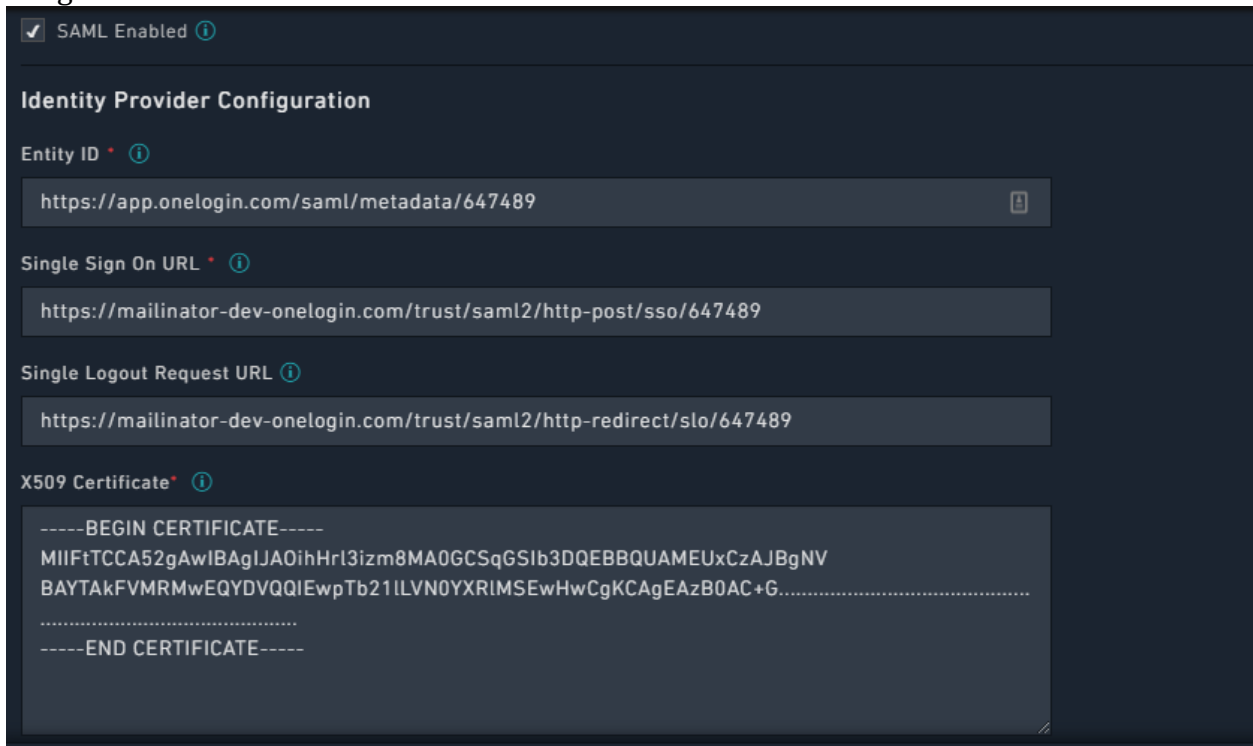 SAML Enabled
Identity Provider Configuration
Entity ID *
https://app.onelogin.com/saml/metadata/647489
Single Sign On URL *
https://mailinator-dev-onelogin.com/trust/saml2/http-post/sso/647489
Single Logout Request URL
https://mailinator-dev-onelogin.com/trust/saml2/http-redirect/slo/647489
X509 Certificate*
-----BEGIN CERTIFICATE-----
MIIFtTCCA52gAwIBAgIJAOihHrl3izm8MA0GCSqGSIb3DQEBBQUAMEUxCzAJBgNV
BAYTAkFVMRMwEQYDVQQIEwpTb21lLVN0YXRlMSEwHwCgKCAgEAzB0AC+G............................................
.............................................
-----END CERTIFICATE-----